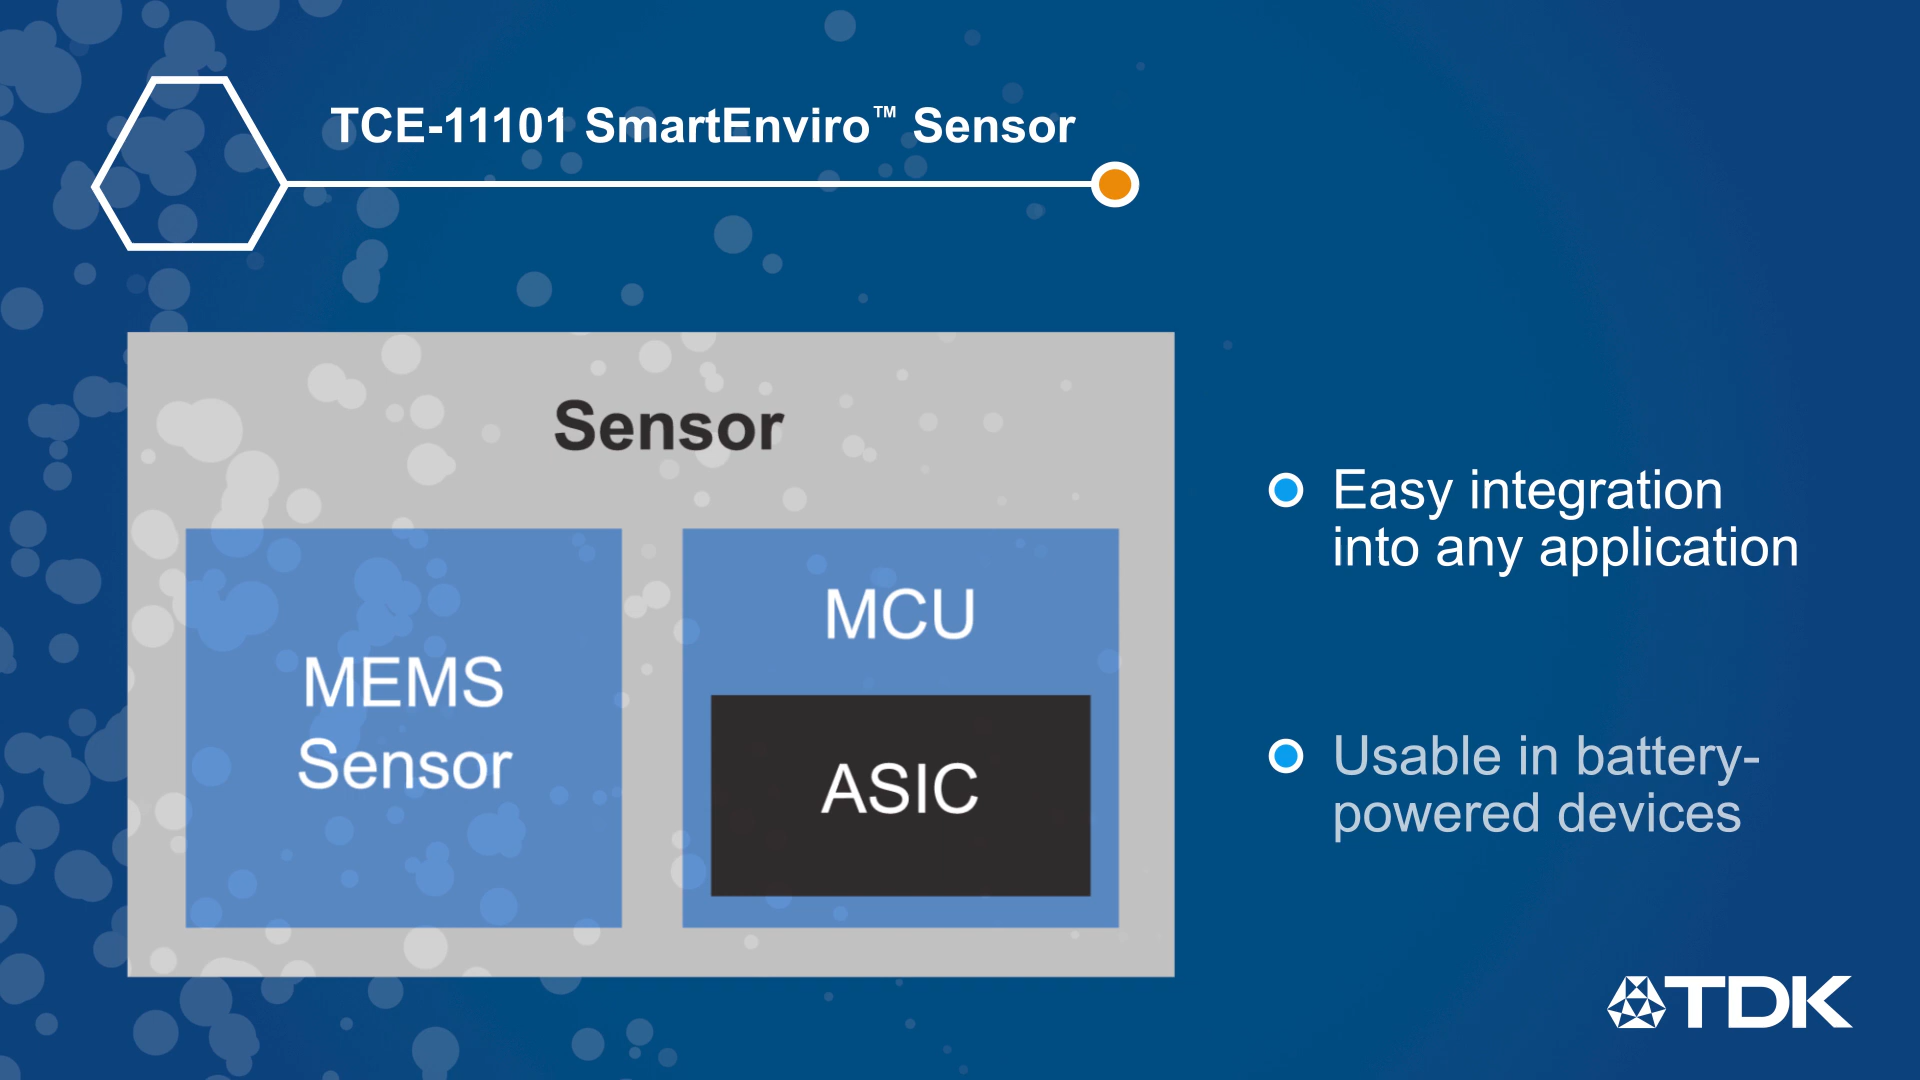 TCE-11101 SmartEnviro™ Sensor
Sensor
MEMS
Sensor
MCU
ASIC
Easy integration
into any application
Usable in battery-
powered devices
TDK